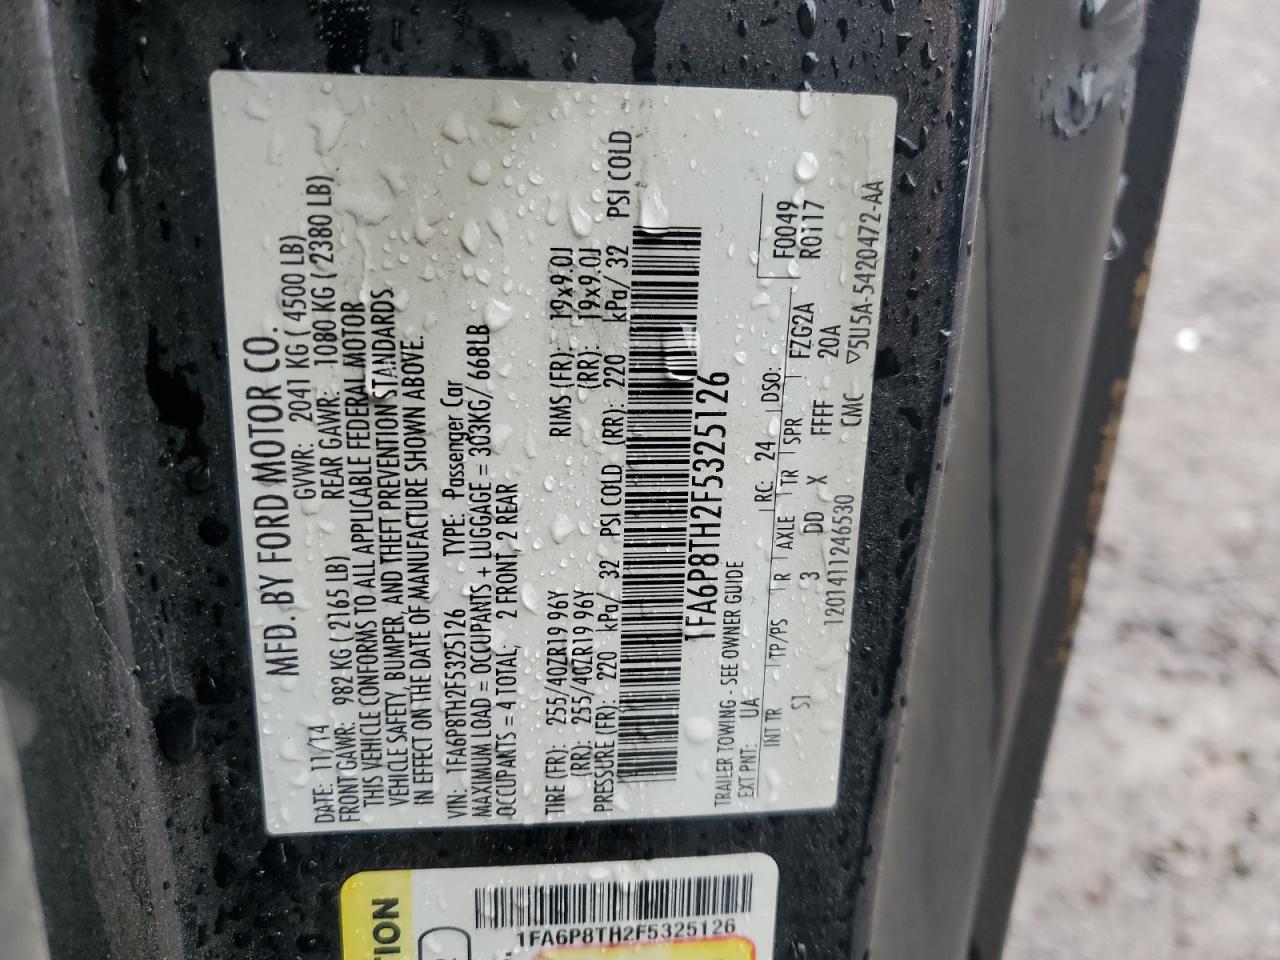 MFD. BY FORD MOTOR CO.
DATE: 11/14 GVWR: 2041 KG ( 4500 LB)
FRONT GAWR: 982 KG ( 2165 LB) REAR GAWR: 1080 KG ( 2380 LB)
THIS VEHICLE CONFORMS TO ALL APPLICABLE FEDERAL MOTOR
VEHICLE SAFETY, BUMPER, AND THEFT PREVENTION STANDARDS
IN EFFECT ON THE DATE OF MANUFACTURE SHOWN ABOVE.
VIN: 1FA6P8TH2F5325126 TYPE: Passenger Car
MAXIMUM LOAD = OCCUPANTS + LUGGAGE = 303KG/ 668LB
OCCUPANTS = 4 TOTAL, 2 FRONT, 2 REAR
TIRE (FR): 255/40ZR19 96Y RIMS (FR): 19x9.0J
(RR): 255/40ZR19 96Y (RR): 19x9.0J
PRESSURE (FR): 220 kPa/ 32 PSI COLD (RR): 220 kPa/ 32 PSI COLD
1FA6P8TH2F5325126
TRAILER TOWING - SEE OWNER GUIDE
EXT PNT: UA RC: 24 DSO: F0049
R0117
INT TR TP/PS R AXLE TR SPR FZG2A
SJ 3 DD X FFFF 20A
120141124 6530 CMC ▽5U5A-5420472-AA
1FA6P8TH2F5325126